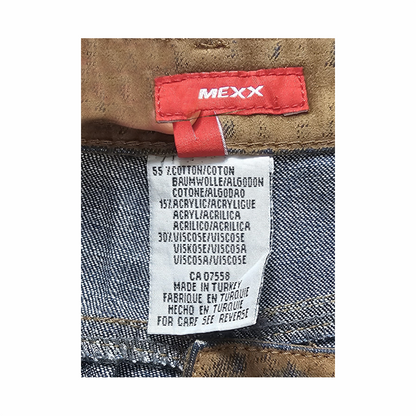 MEXX
55%COTTON/COTON
BAUMWOLLE/ALGODON
COTONE/ALGODAO
15%ACRYLIC/ACRYLIQUE
ACRYL/ACRILICA
ACRILICO/ACRILICA
30%VISCOSE/VISCOSE
VISKOSE/VISCOSA
VISCOSA/VISCOSE
CA 07558
MADE IN TURKEY
FABRIQUE EN TURQUIE
HECHO EN TURQUIE
FOR CARE SEE REVERSE